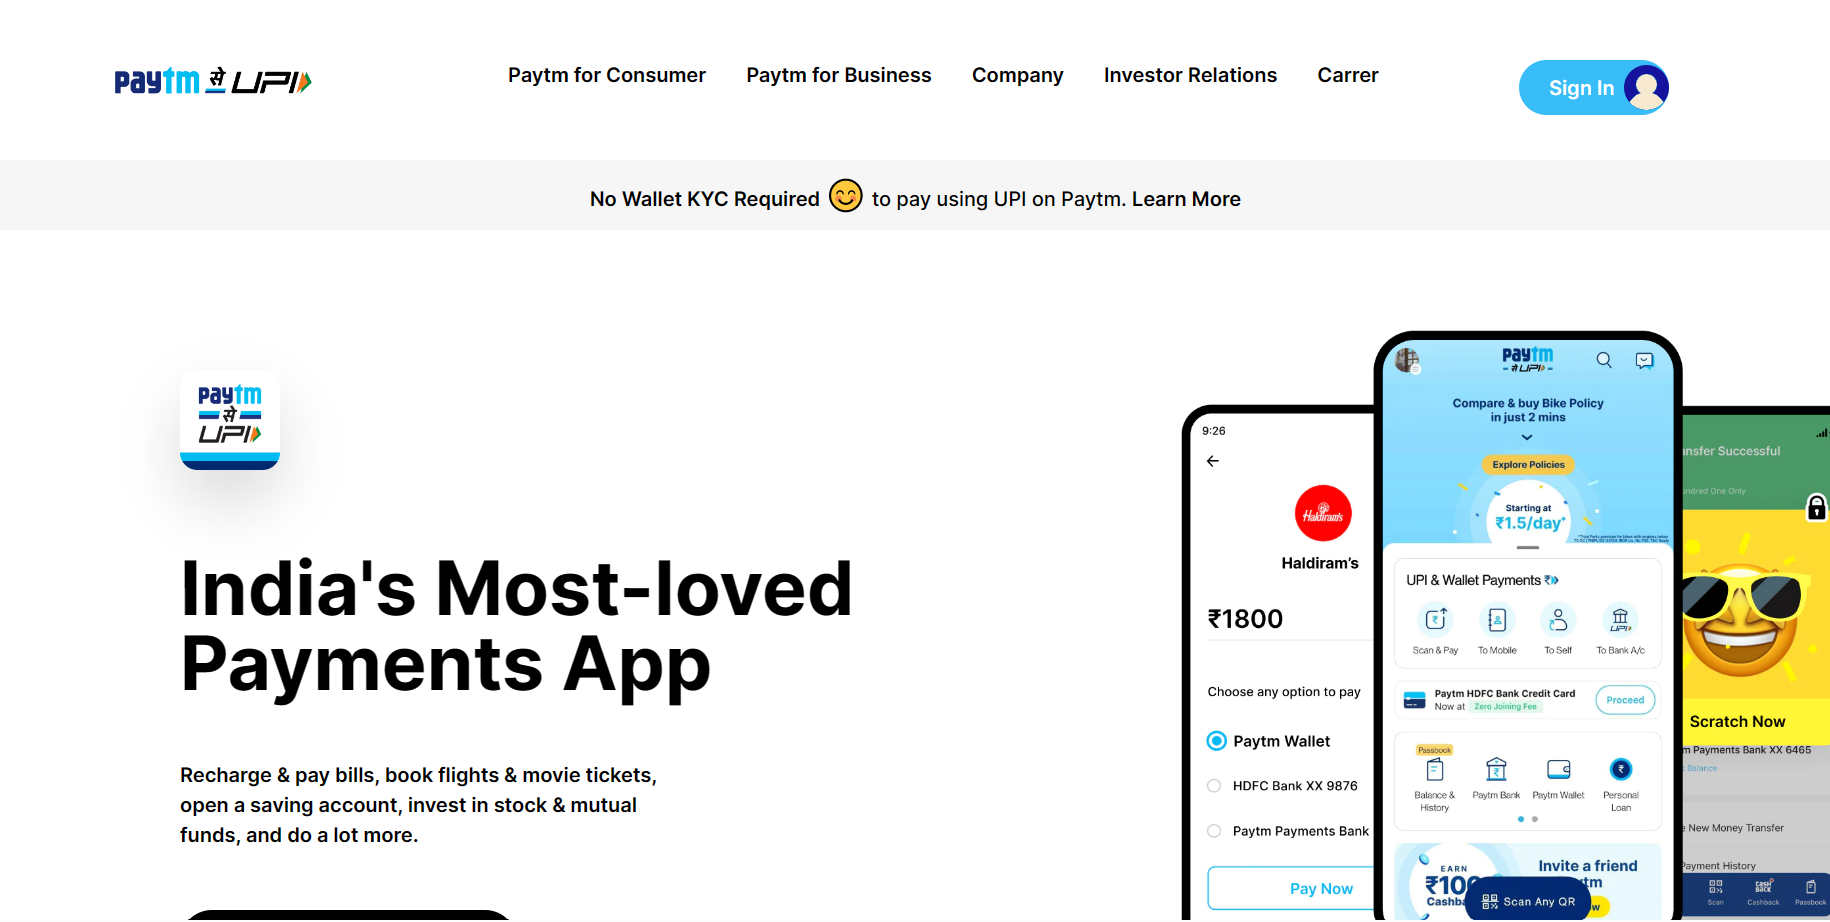 paytm से UPI
Paytm for Consumer
Paytm for Business
Company
Investor Relations
Carrer
Sign In
No Wallet KYC Required 😊 to pay using UPI on Paytm. Learn More
paytm
से
UPI
India's Most-loved
Payments App
Recharge & pay bills, book flights & movie tickets,
open a saving account, invest in stock & mutual
funds, and do a lot more.
9:26
Haldiram's
Haldiram's
₹1800
Choose any option to pay
Paytm Wallet
HDFC Bank XX 9876
Paytm Payments Bank
Pay Now
paytm
से UPI
Compare & buy Bike Policy
in just 2 mins
Explore Policies
Starting at
₹1.5/day*
UPI & Wallet Payments
Scan & Pay
To Mobile
To Self
UPI
To Bank A/c
Paytm HDFC Bank Credit Card
Now at Zero Joining Fee
Proceed
Passbook
Balance &
History
Paytm Bank
Paytm Wallet
Personal
Loan
EARN
₹100
Cashba
Invite a friend
ytm
Scan Any QR
ow
nsfer Successful
undred One Only
Scratch Now
m Payments Bank XX 6465
Balance
e New Money Transfer
Payment History
Scan
CASH
BACK
Cashback
Passbook